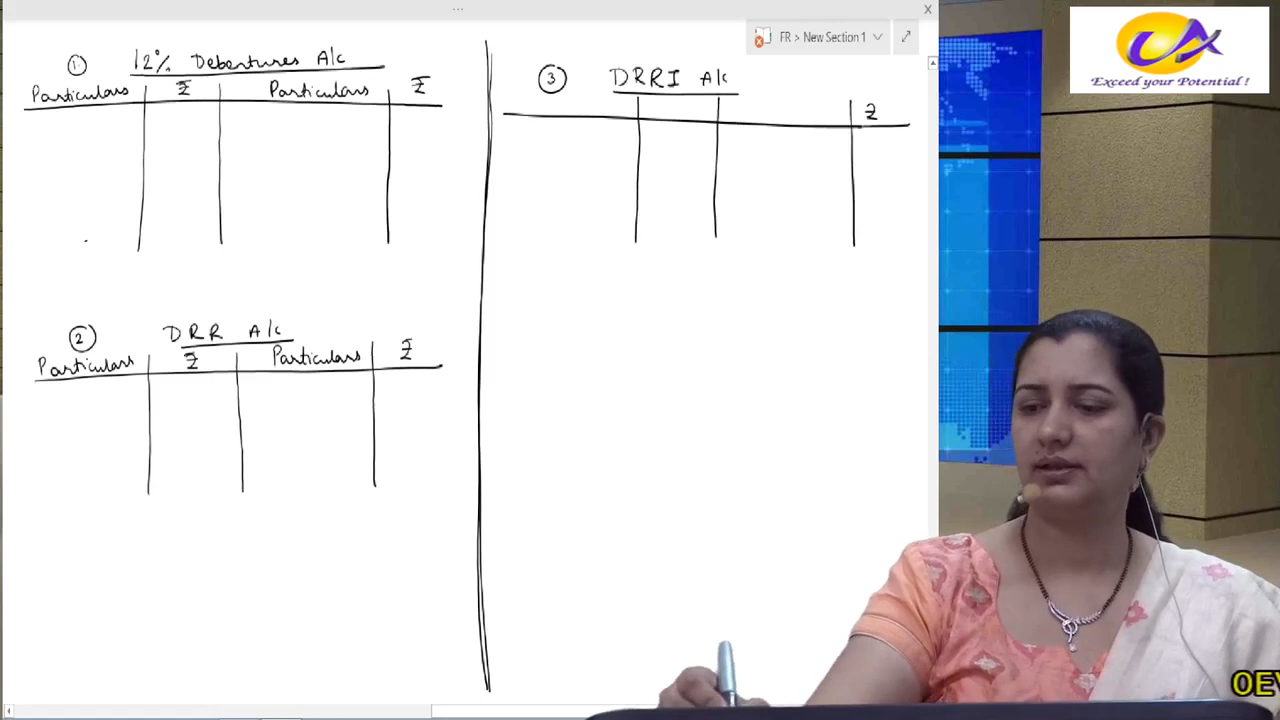 ...
FR > New Section 1
Exceed your Potential !
① 12% Debentures A/c
Particulars ₹ Particulars ₹
② DRR A/c
Particulars ₹ Particulars ₹
③ DRRI A/c
₹
OEV